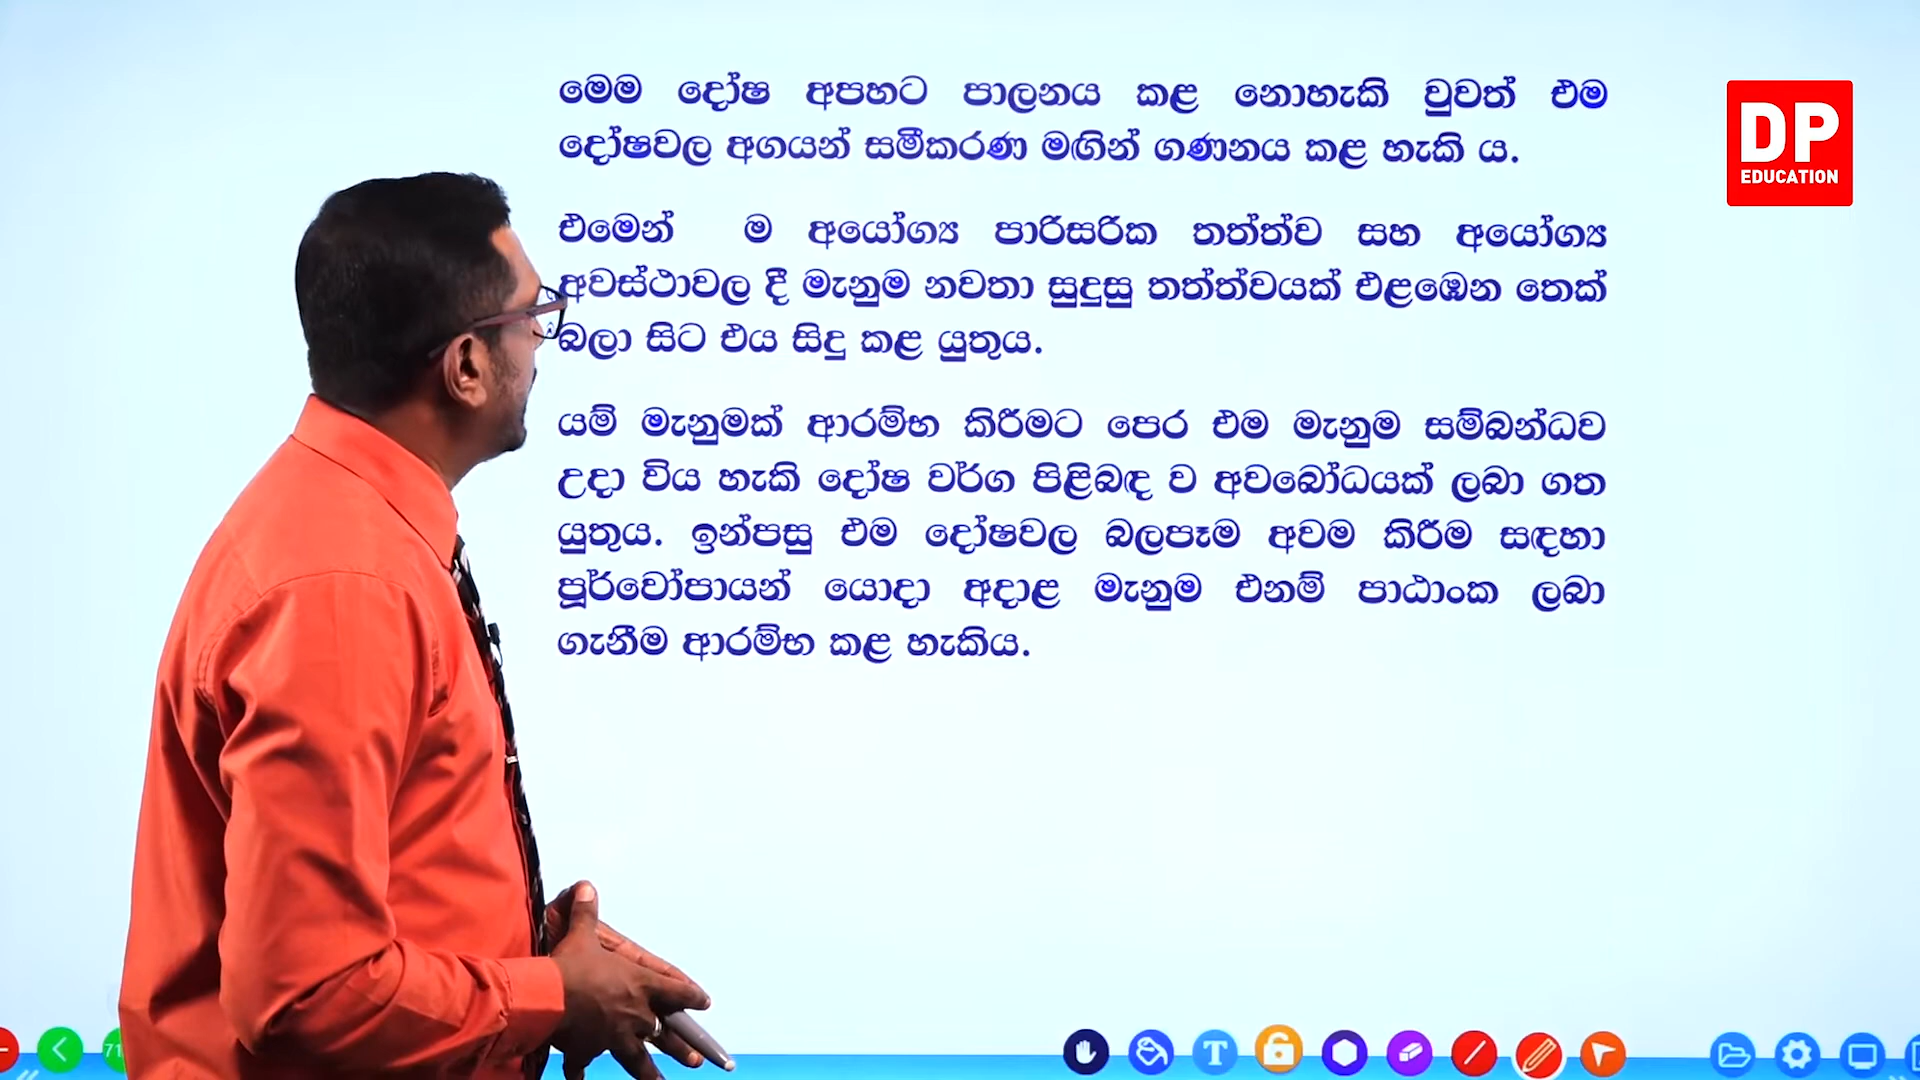 මෙම දෝෂ අපහට පාලනය කළ නොහැකි වුවත් එම
දෝෂවල අගයන් සමීකරණ මඟින් ගණනය කළ හැකි ය.
එමෙන් ම අයෝග්‍ය පාරිසරික තත්ත්ව සහ අයෝග්‍ය
අවස්ථාවල දී මැනුම නවතා සුදුසු තත්ත්වයක් එළඹෙන තෙක්
බලා සිට එය සිදු කළ යුතුය.
යම් මැනුමක් ආරම්භ කිරීමට පෙර එම මැනුම සම්බන්ධව
උදා විය හැකි දෝෂ වර්ග පිළිබඳ ව අවබෝධයක් ලබා ගත
යුතුය. ඉන්පසු එම දෝෂවල බලපෑම අවම කිරීම සඳහා
පූර්වෝපායන් යොදා අදාළ මැනුම එනම් පාඨාංක ලබා
ගැනීම ආරම්භ කළ හැකිය.
DP
EDUCATION
71
T